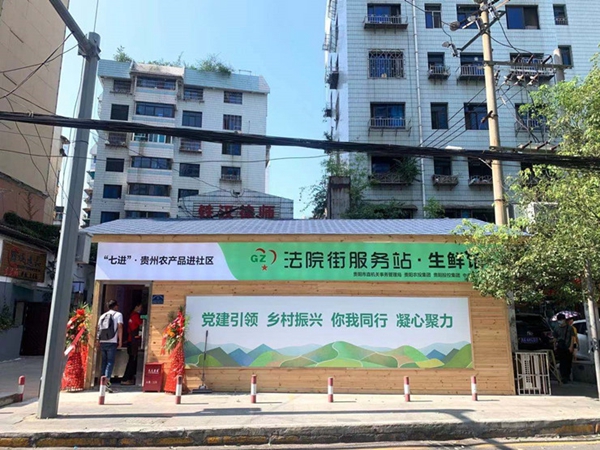 “七进”·贵州农产品进社区
GZ
法院街服务站·生鲜
党建引领 乡村振兴 你我同行 凝心聚力